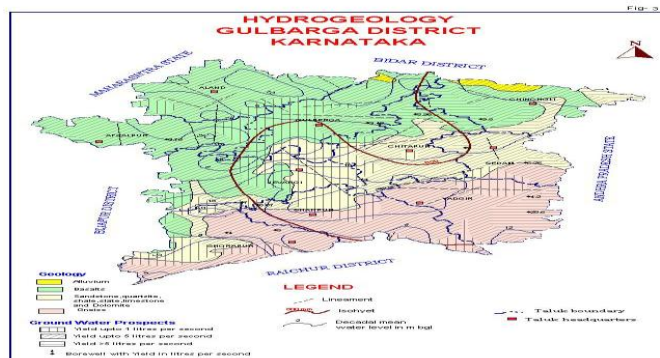 Fig- 3
HYDROGEOLOGY
GULBARGA DISTRICT
KARNATAKA
N
MAHARASHTRA STATE
BIDAR DISTRICT
ALAND
CHINCHOLI
GULBARGA
AFZALPUR
CHITAPUR
SEDAM
JEWARGI
ANDHRA PRADESH STATE
BIJAPUR DISTRICT
SHAHPUR
YADGIR
SHORAPUR
RAICHUR DISTRICT
Geology
Alluvium
Basalts
Sandstone,quartzite,
shale,slate,limestone
and Dolomite
Gneiss
Ground Water Prospects
Yield upto 1 litres per second
Yield upto 5 litres per second
Yield >5 litres per second
Borewell with Yield in litres per second
LEGEND
Lineament
Isohyet
Decadal mean
water level in m bgl
Taluk boundary
Taluk headquarters